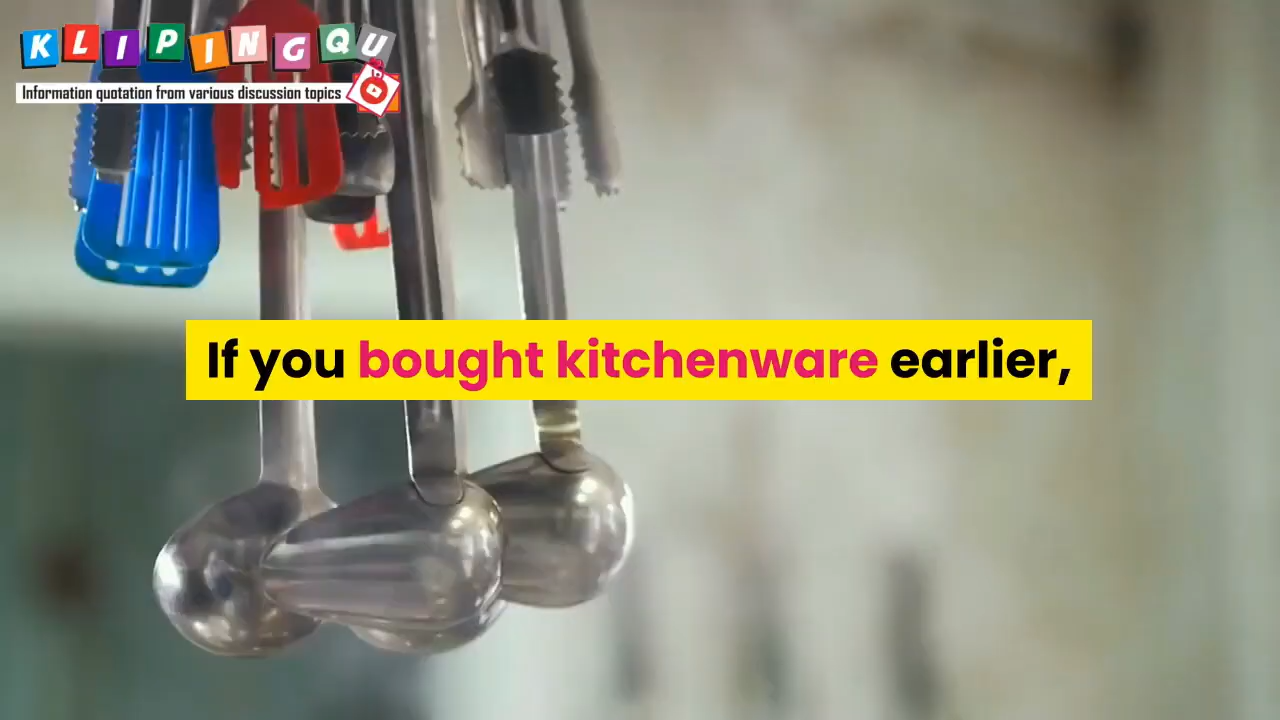 KLIPINGQU
Information quotation from various discussion topics
If you bought kitchenware earlier,